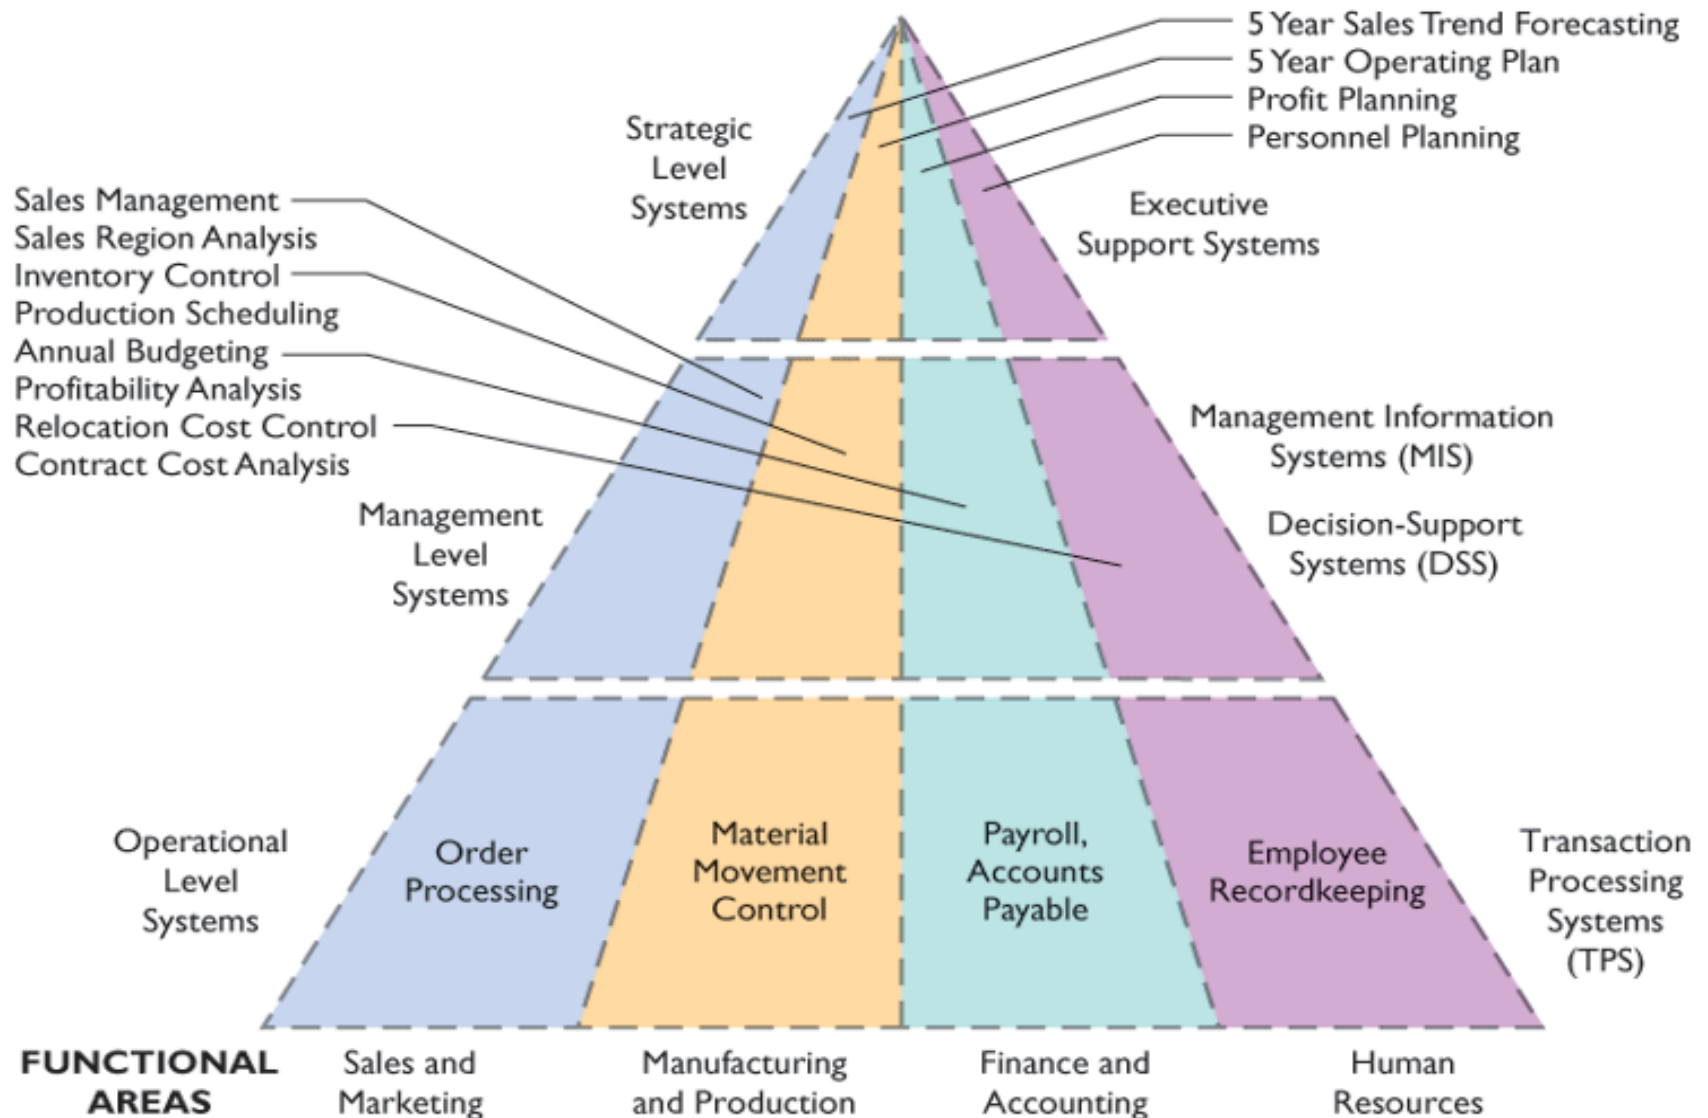 5 Year Sales Trend Forecasting
5 Year Operating Plan
Profit Planning
Personnel Planning
Strategic
Level
Systems
Executive
Support Systems
Sales Management
Sales Region Analysis
Inventory Control
Production Scheduling
Annual Budgeting
Profitability Analysis
Relocation Cost Control
Contract Cost Analysis
Management
Level
Systems
Management Information
Systems (MIS)
Decision-Support
Systems (DSS)
Operational
Level
Systems
Order
Processing
Material
Movement
Control
Payroll,
Accounts
Payable
Employee
Recordkeeping
Transaction
Processing
Systems
(TPS)
FUNCTIONAL
AREAS
Sales and
Marketing
Manufacturing
and Production
Finance and
Accounting
Human
Resources